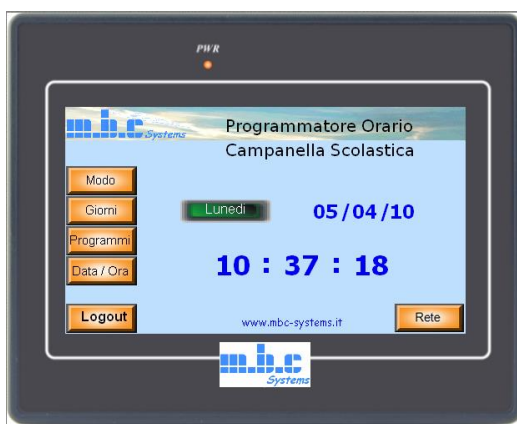 PWR
m.b.c
Systems
Programmatore Orario
Campanella Scolastica
Modo
Giorni
Lunedì
05/04/10
Programmi
10 : 37 : 18
Data / Ora
Logout
www.mbc-systems.it
Rete
m.b.c
Systems